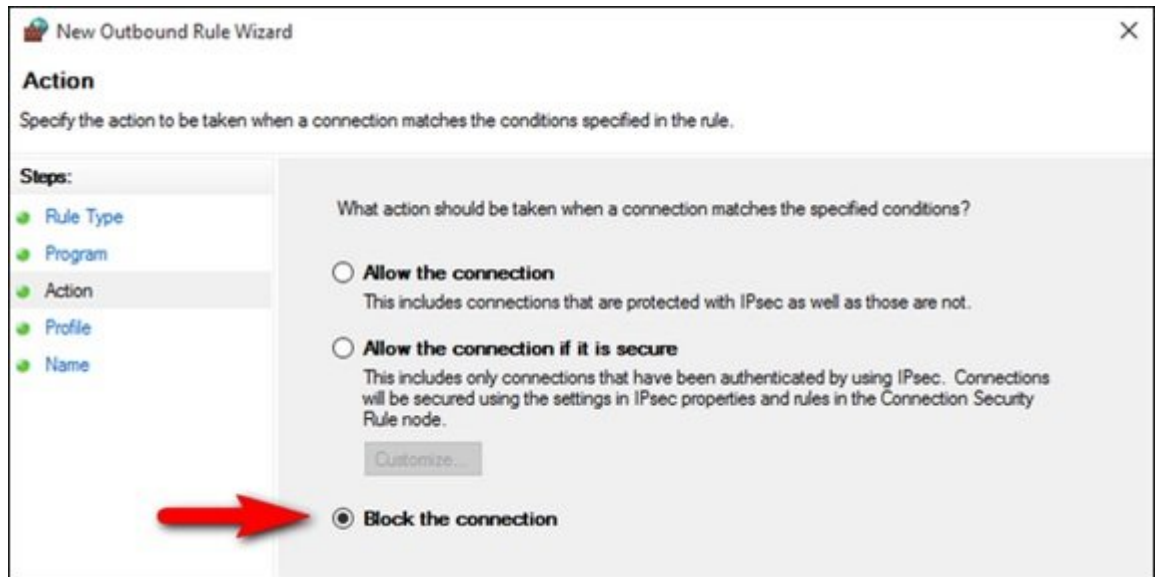 New Outbound Rule Wizard
Action
Specify the action to be taken when a connection matches the conditions specified in the rule.
Steps:
Rule Type
Program
Action
Profile
Name
What action should be taken when a connection matches the specified conditions?
Allow the connection
This includes connections that are protected with IPsec as well as those are not.
Allow the connection if it is secure
This includes only connections that have been authenticated by using IPsec. Connections
will be secured using the settings in IPsec properties and rules in the Connection Security
Rule node.
Customize...
Block the connection